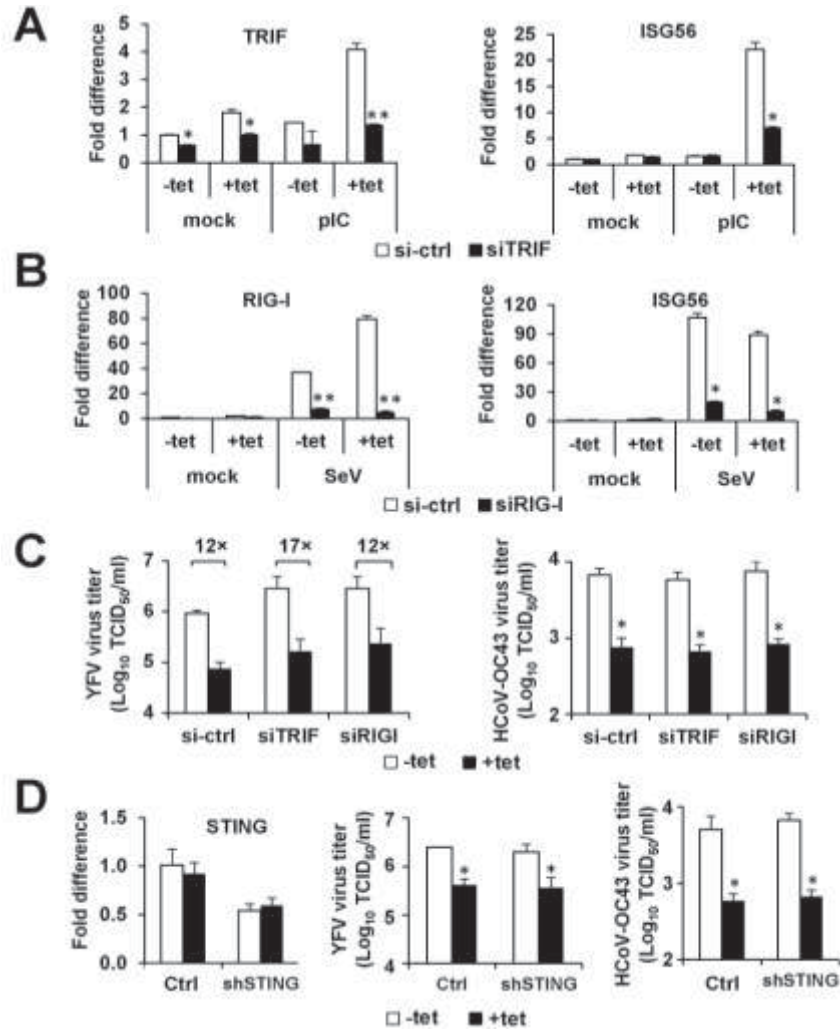 A
TRIF
Fold difference
5
4
3
2
1
0
*
*
**
-tet +tet -tet +tet
mock pIC
ISG56
Fold difference
25
20
15
10
5
0
*
-tet +tet -tet +tet
mock pIC
si-ctrl siTRIF
B
RIG-I
Fold difference
100
80
60
40
20
0
**
**
-tet +tet -tet +tet
mock SeV
ISG56
Fold difference
120
90
60
30
0
*
*
-tet +tet -tet +tet
mock SeV
si-ctrl siRIG-I
C
YFV virus titer
(Log₁₀ TCID₅₀/ml)
7
6
5
4
12× 17× 12×
si-ctrl siTRIF siRIGI
HCoV-OC43 virus titer
(Log₁₀ TCID₅₀/ml)
4
3
2
* * *
si-ctrl siTRIF siRIGI
-tet +tet
D
STING
Fold difference
1.5
1.0
0.5
0.0
Ctrl shSTING
YFV virus titer
(Log₁₀ TCID₅₀/ml)
7
6
5
4
* *
Ctrl shSTING
HCoV-OC43 virus titer
(Log₁₀ TCID₅₀/ml)
4
3
2
* *
Ctrl shSTING
-tet +tet